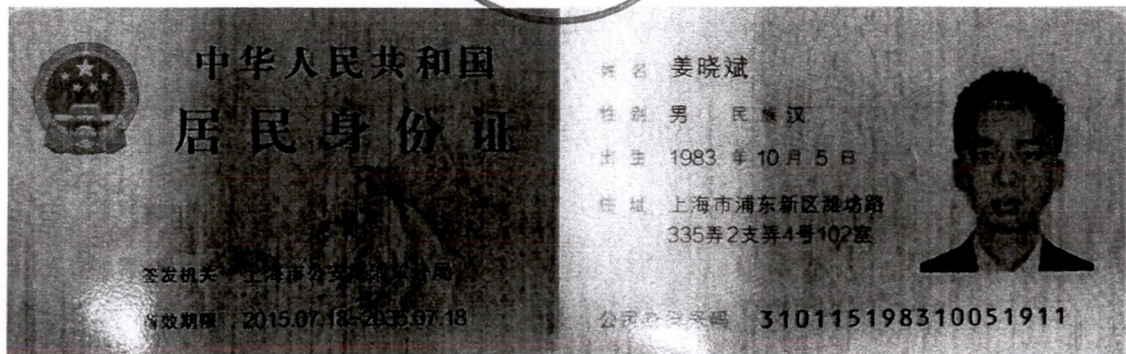 中华人民共和国
居民身份证
签发机关
有效期限 2015.07.18-2035.07.18
姓名 姜晓斌
性别 男 民族 汉
出生 1983 年 10 月 5 日
住址 上海市浦东新区潍坊路
335弄2支弄4号102室
公民身份号码 310115198310051911